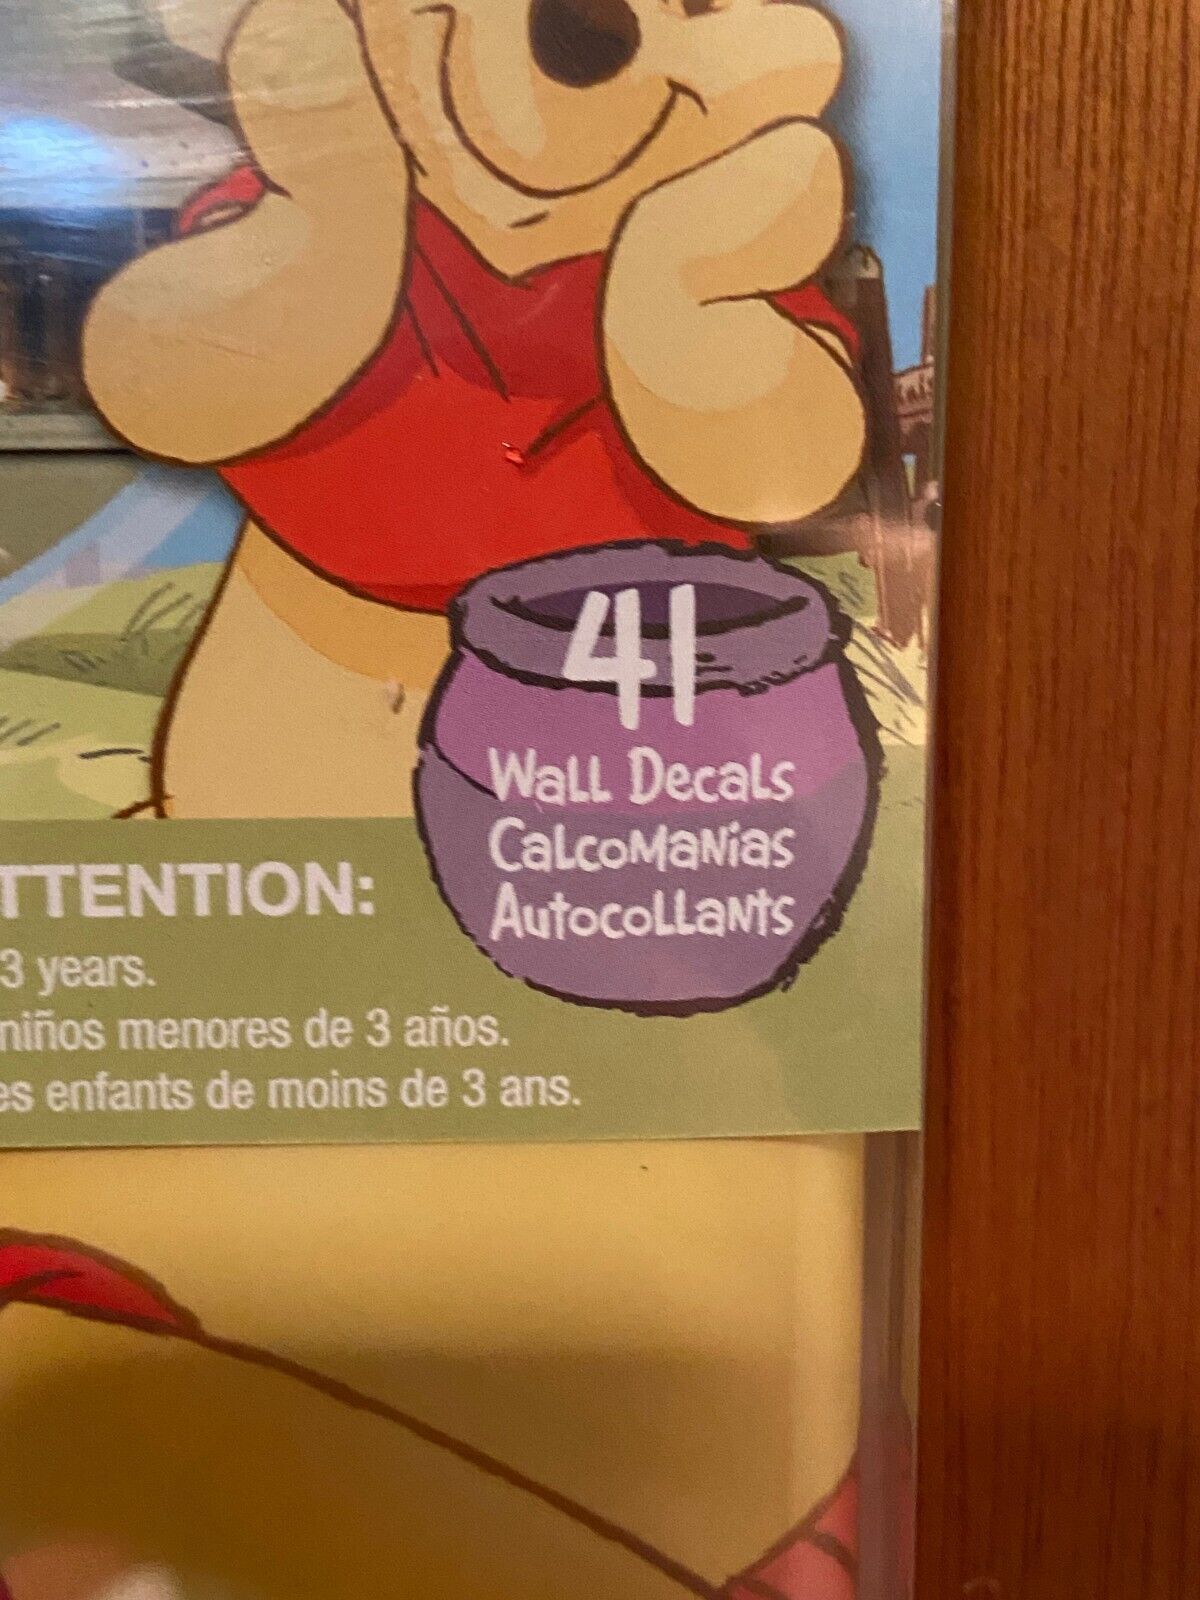 41
Wall Decals
Calcomanías
Autocollants
TTENTION:
3 years.
niños menores de 3 años.
es enfants de moins de 3 ans.